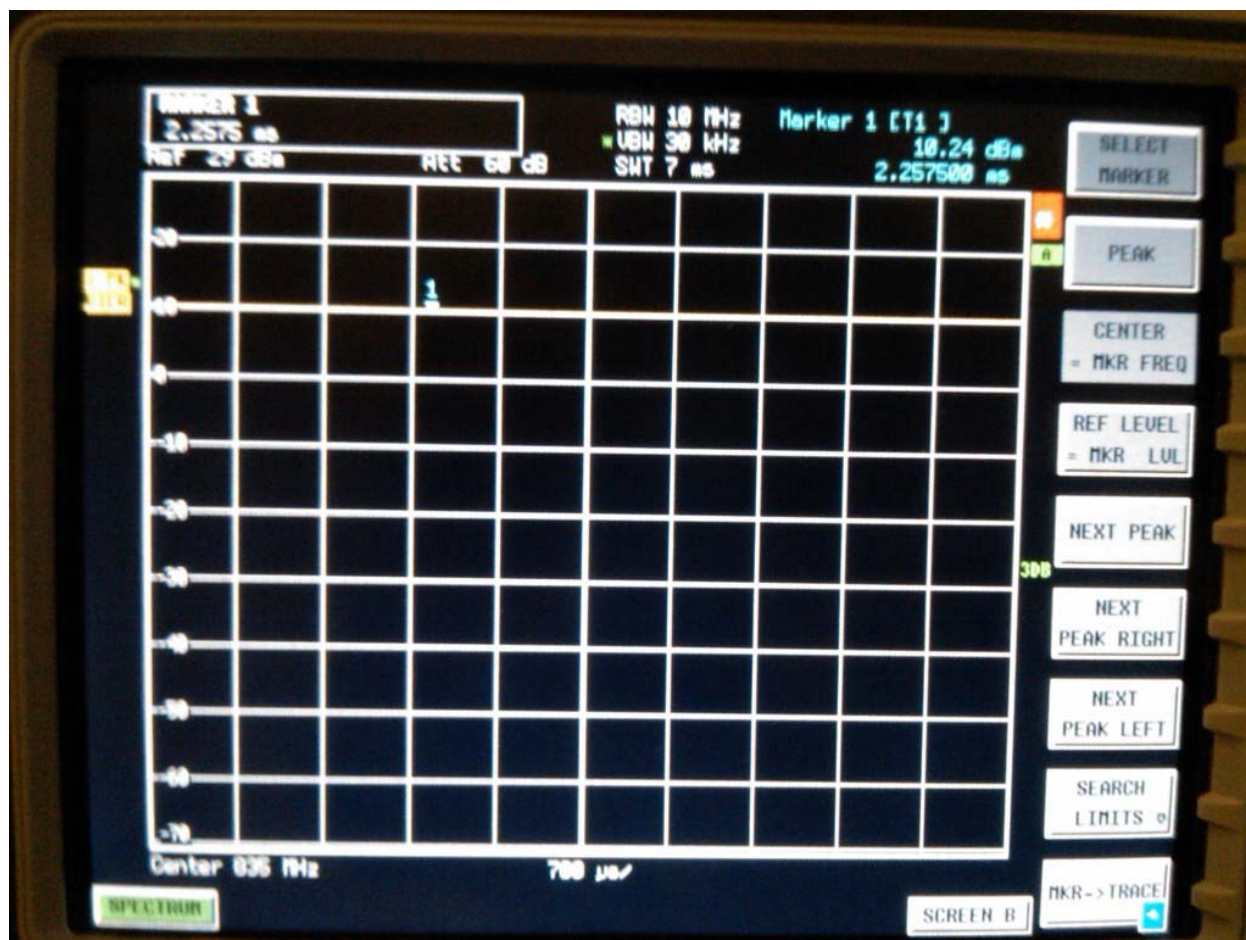 MARKER 1
2.2575 ms
Ref 29 dBm
Att 60 dB
RBW 10 MHz
*VBW 30 kHz
SWT 7 ms
Marker 1 [T1 ]
10.24 dBm
2.257500 ms
A
20
1
10
0
-10
-20
-30
3DB
-40
-50
-60
-70
Center 836 MHz
700 µs/
SELECT
MARKER
PEAK
CENTER
= MKR FREQ
REF LEVEL
= MKR LVL
NEXT PEAK
NEXT
PEAK RIGHT
NEXT
PEAK LEFT
SEARCH
LIMITS
MKR->TRACE
SPECTRUM
SCREEN B